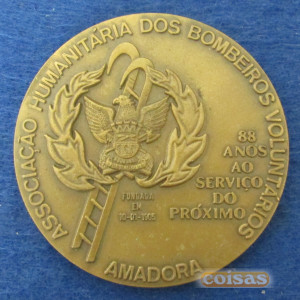 ASSOCIAÇÃO HUMANITÁRIA DOS BOMBEIROS VOLUNTÁRIOS
88
ANOS
AO
SERVIÇO
DO
PRÓXIMO
FUNDADA
EM
AMADORA
coisas